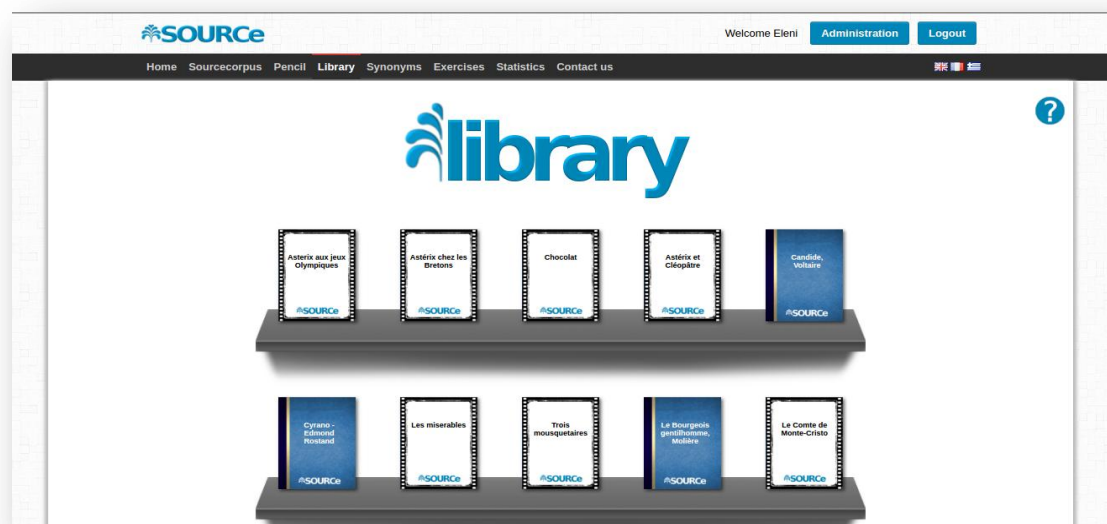 SOURCe
Welcome Eleni Administration Logout
Home Sourcecorpus Pencil Library Synonyms Exercises Statistics Contact us
?
library
Asterix aux jeux
Olympiques
SOURCe
Astérix chez les
Bretons
SOURCe
Chocolat
SOURCe
Astérix et
Cléopâtre
SOURCe
Candide,
Voltaire
SOURCe
Cyrano -
Edmond
Rostand
SOURCe
Les miserables
SOURCe
Trois
mousquetaires
SOURCe
Le Bourgeois
gentilhomme,
Molière
SOURCe
Le Comte de
Monte-Cristo
SOURCe